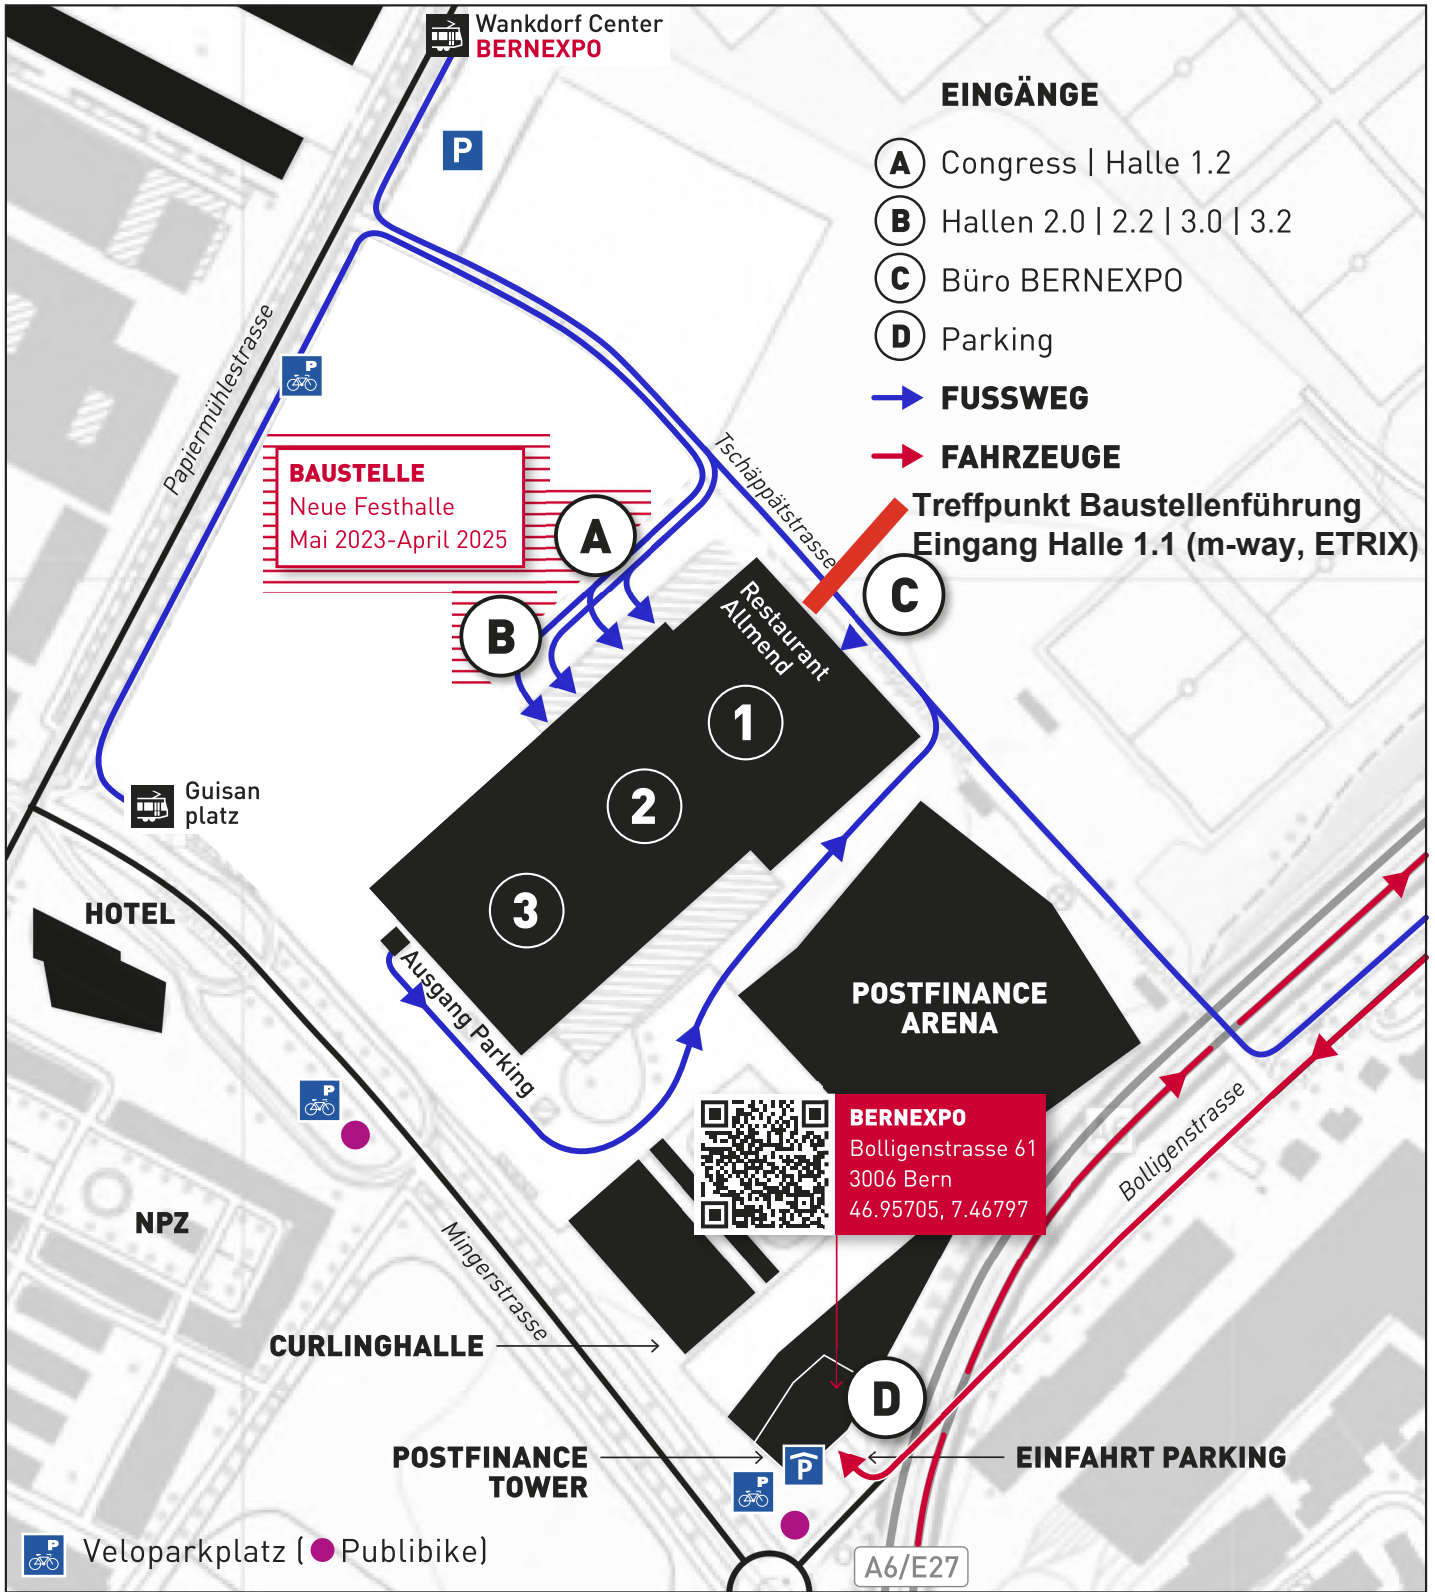 Wankdorf Center
BERNEXPO
P
EINGÄNGE
A Congress | Halle 1.2
B Hallen 2.0 | 2.2 | 3.0 | 3.2
C Büro BERNEXPO
D Parking
FUSSWEG
FAHRZEUGE
Treffpunkt Baustellenführung
Eingang Halle 1.1 (m-way, ETRIX)
Papiermühlestrasse
P
Tschäppätstrasse
BAUSTELLE
Neue Festhalle
Mai 2023-April 2025
A
B
C
Restaurant
Allmend
1
2
3
Guisan
platz
HOTEL
Ausgang Parking
POSTFINANCE
ARENA
P
NPZ
BERNEXPO
Bolligenstrasse 61
3006 Bern
46.95705, 7.46797
Bolligenstrasse
Mingerstrasse
CURLINGHALLE
D
POSTFINANCE
TOWER
P
P
EINFAHRT PARKING
P
Veloparkplatz ( Publibike)
A6/E27